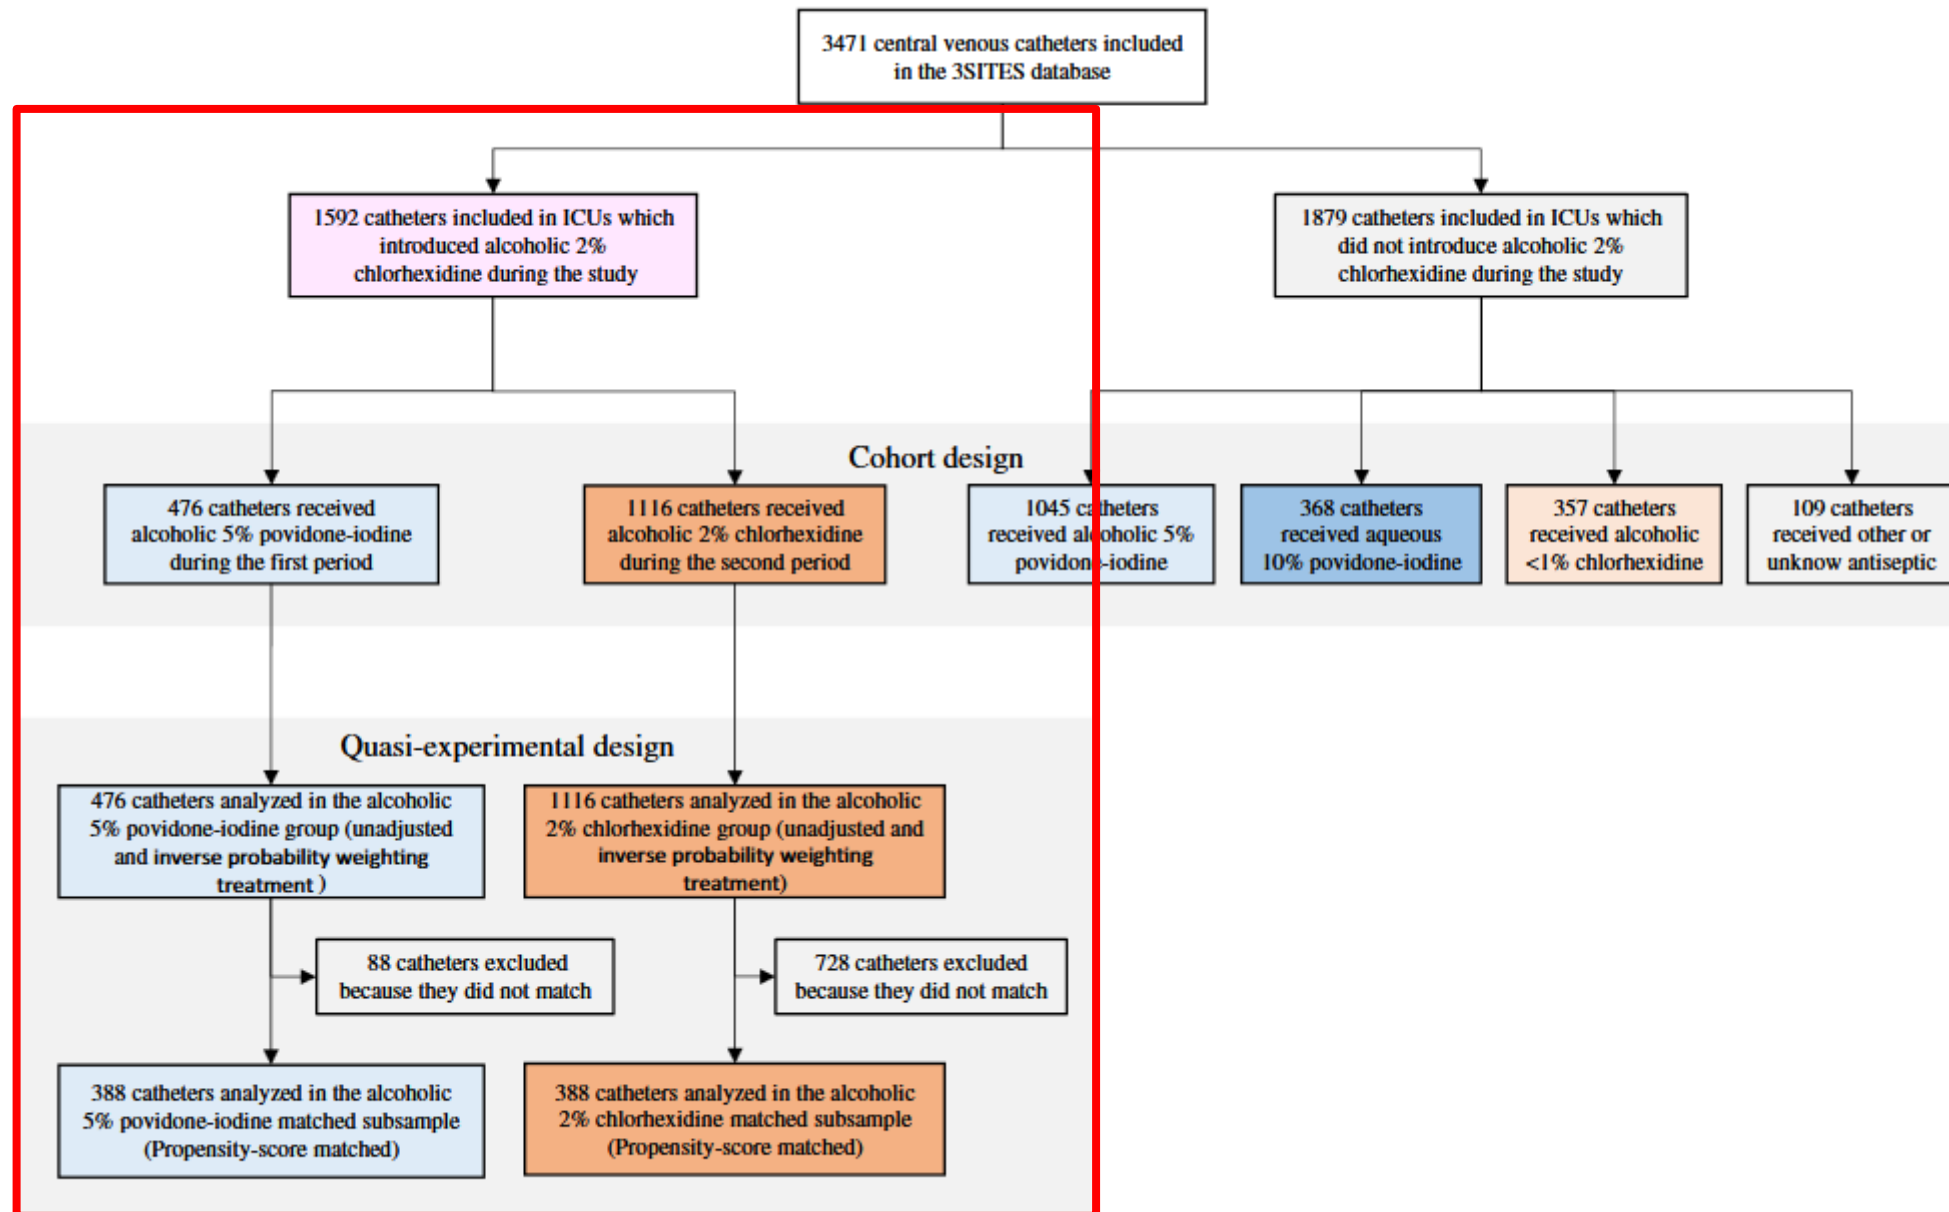 3471 central venous catheters included
in the 3SITES database
1592 catheters included in ICUs which
introduced alcoholic 2%
chlorhexidine during the study
1879 catheters included in ICUs which
did not introduce alcoholic 2%
chlorhexidine during the study
Cohort design
476 catheters received
alcoholic 5% povidone-iodine
during the first period
1116 catheters received
alcoholic 2% chlorhexidine
during the second period
1045 catheters
received alcoholic 5%
povidone-iodine
368 catheters
received aqueous
10% povidone-iodine
357 catheters
received alcoholic
<1% chlorhexidine
109 catheters
received other or
unknow antiseptic
Quasi-experimental design
476 catheters analyzed in the alcoholic
5% povidone-iodine group (unadjusted
and inverse probability weighting
treatment )
1116 catheters analyzed in the alcoholic
2% chlorhexidine group (unadjusted and
inverse probability weighting
treatment)
88 catheters excluded
because they did not match
728 catheters excluded
because they did not match
388 catheters analyzed in the alcoholic
5% povidone-iodine matched subsample
(Propensity-score matched)
388 catheters analyzed in the alcoholic
2% chlorhexidine matched subsample
(Propensity-score matched)